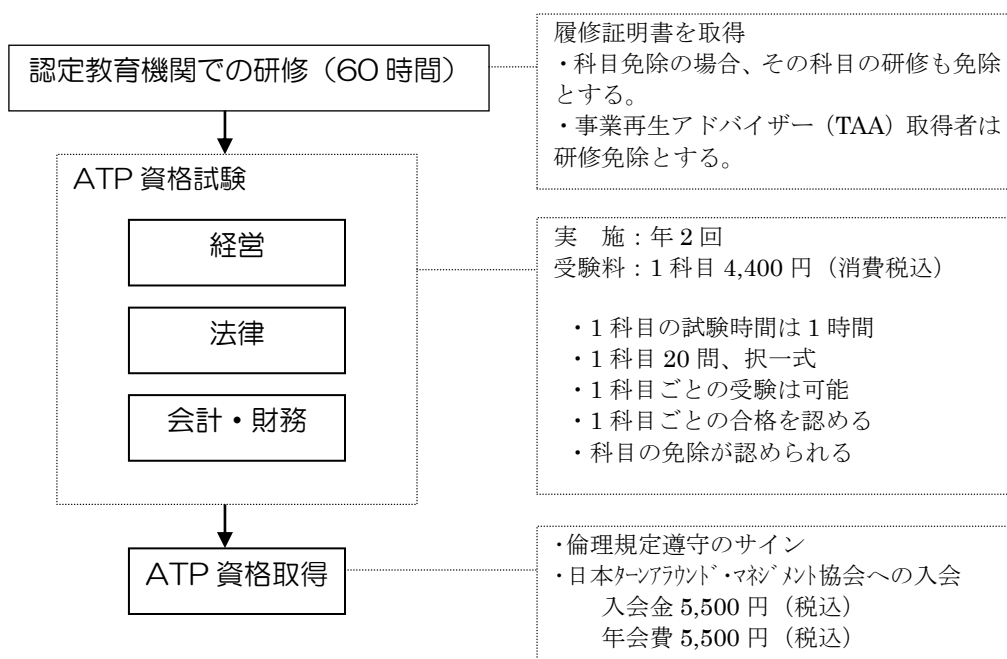 認定教育機関での研修（60時間）
履修証明書を取得
・科目免除の場合、その科目の研修も免除
とする。
・事業再生アドバイザー（TAA）取得者は
研修免除とする。
ATP 資格試験
経営
法律
会計・財務
実　施：年2回
受験料：1科目 4,400円（消費税込）
・1科目の試験時間は1時間
・1科目20問、択一式
・1科目ごとの受験は可能
・1科目ごとの合格を認める
・科目の免除が認められる
ATP 資格取得
・倫理規定遵守のサイン
・日本ﾀｰﾝｱﾗｳﾝﾄﾞ・ﾏﾈｼﾞﾒﾝﾄ協会への入会
入会金 5,500円（税込）
年会費 5,500円（税込）